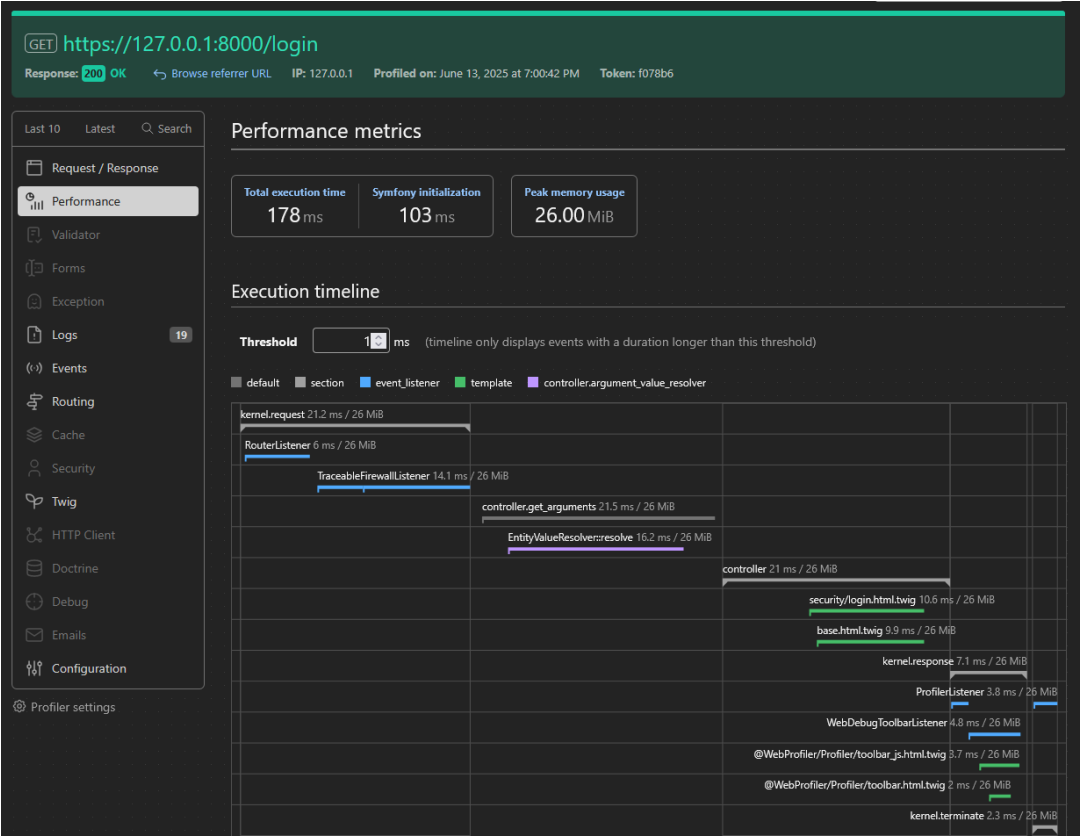 GET https://127.0.0.1:8000/login
Response: 200 OK Browse referrer URL IP: 127.0.0.1 Profiled on: June 13, 2025 at 7:00:42 PM Token: f078b6
Last 10 Latest Search
Request / Response
Performance
Validator
Forms
Exception
Logs 19
Events
Routing
Cache
Security
Twig
HTTP Client
Doctrine
Debug
Emails
Configuration
Profiler settings
Performance metrics
Total execution time
178 ms
Symfony initialization
103 ms
Peak memory usage
26.00 MiB
Execution timeline
Threshold 1 ms (timeline only displays events with a duration longer than this threshold)
default section event_listener template controller.argument_value_resolver
kernel.request 21.2 ms / 26 MiB
RouterListener 6 ms / 26 MiB
TraceableFirewallListener 14.1 ms / 26 MiB
controller.get_arguments 21.5 ms / 26 MiB
EntityValueResolver::resolve 16.2 ms / 26 MiB
controller 21 ms / 26 MiB
security/login.html.twig 10.6 ms / 26 MiB
base.html.twig 9.9 ms / 26 MiB
kernel.response 7.1 ms / 26 MiB
ProfilerListener 3.8 ms / 26 MiB
WebDebugToolbarListener 4.8 ms / 26 MiB
@WebProfiler/Profiler/toolbar_js.html.twig 3.7 ms / 26 MiB
@WebProfiler/Profiler/toolbar.html.twig 2 ms / 26 MiB
kernel.terminate 2.3 ms / 26 MiB